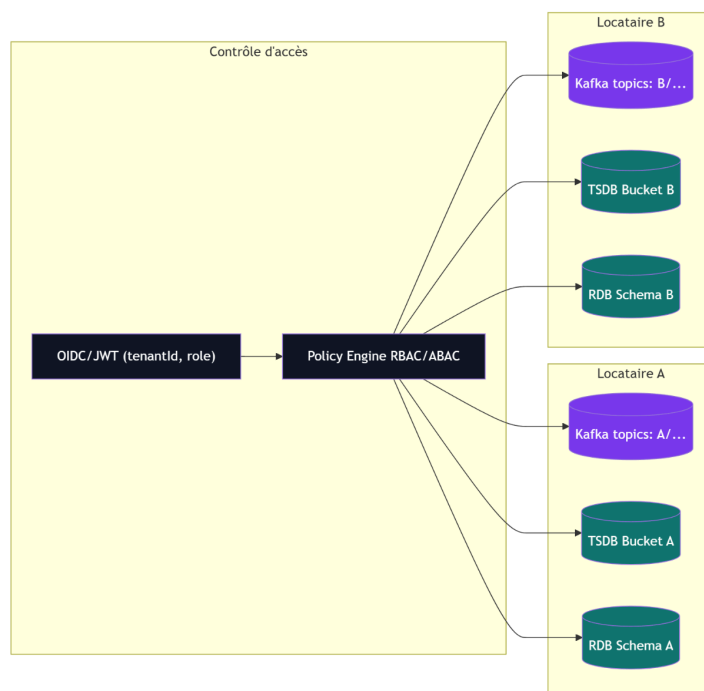 Contrôle d'accès
OIDC/JWT (tenantId, role)
Policy Engine RBAC/ABAC
Locataire B
Kafka topics: B/...
TSDB Bucket B
RDB Schema B
Locataire A
Kafka topics: A/...
TSDB Bucket A
RDB Schema A